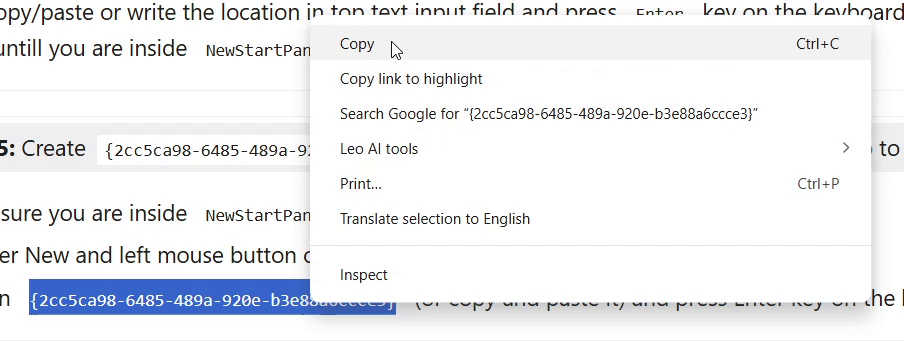 opy/paste or write the location in top text input field and press Enter key on the keyboard
untill you are inside NewStartPan
Copy Ctrl+C
Copy link to highlight
Search Google for “{2cc5ca98-6485-489a-920e-b3e88a6ccce3}”
5: Create {2cc5ca98-6485-489a-92 to
Leo AI tools
Print... Ctrl+P
sure you are inside NewStartPan
Translate selection to English
er New and left mouse button
Inspect
n {2cc5ca98-6485-489a-920e-b3e88a6ccce3} (or copy and paste it) and press Enter key on the